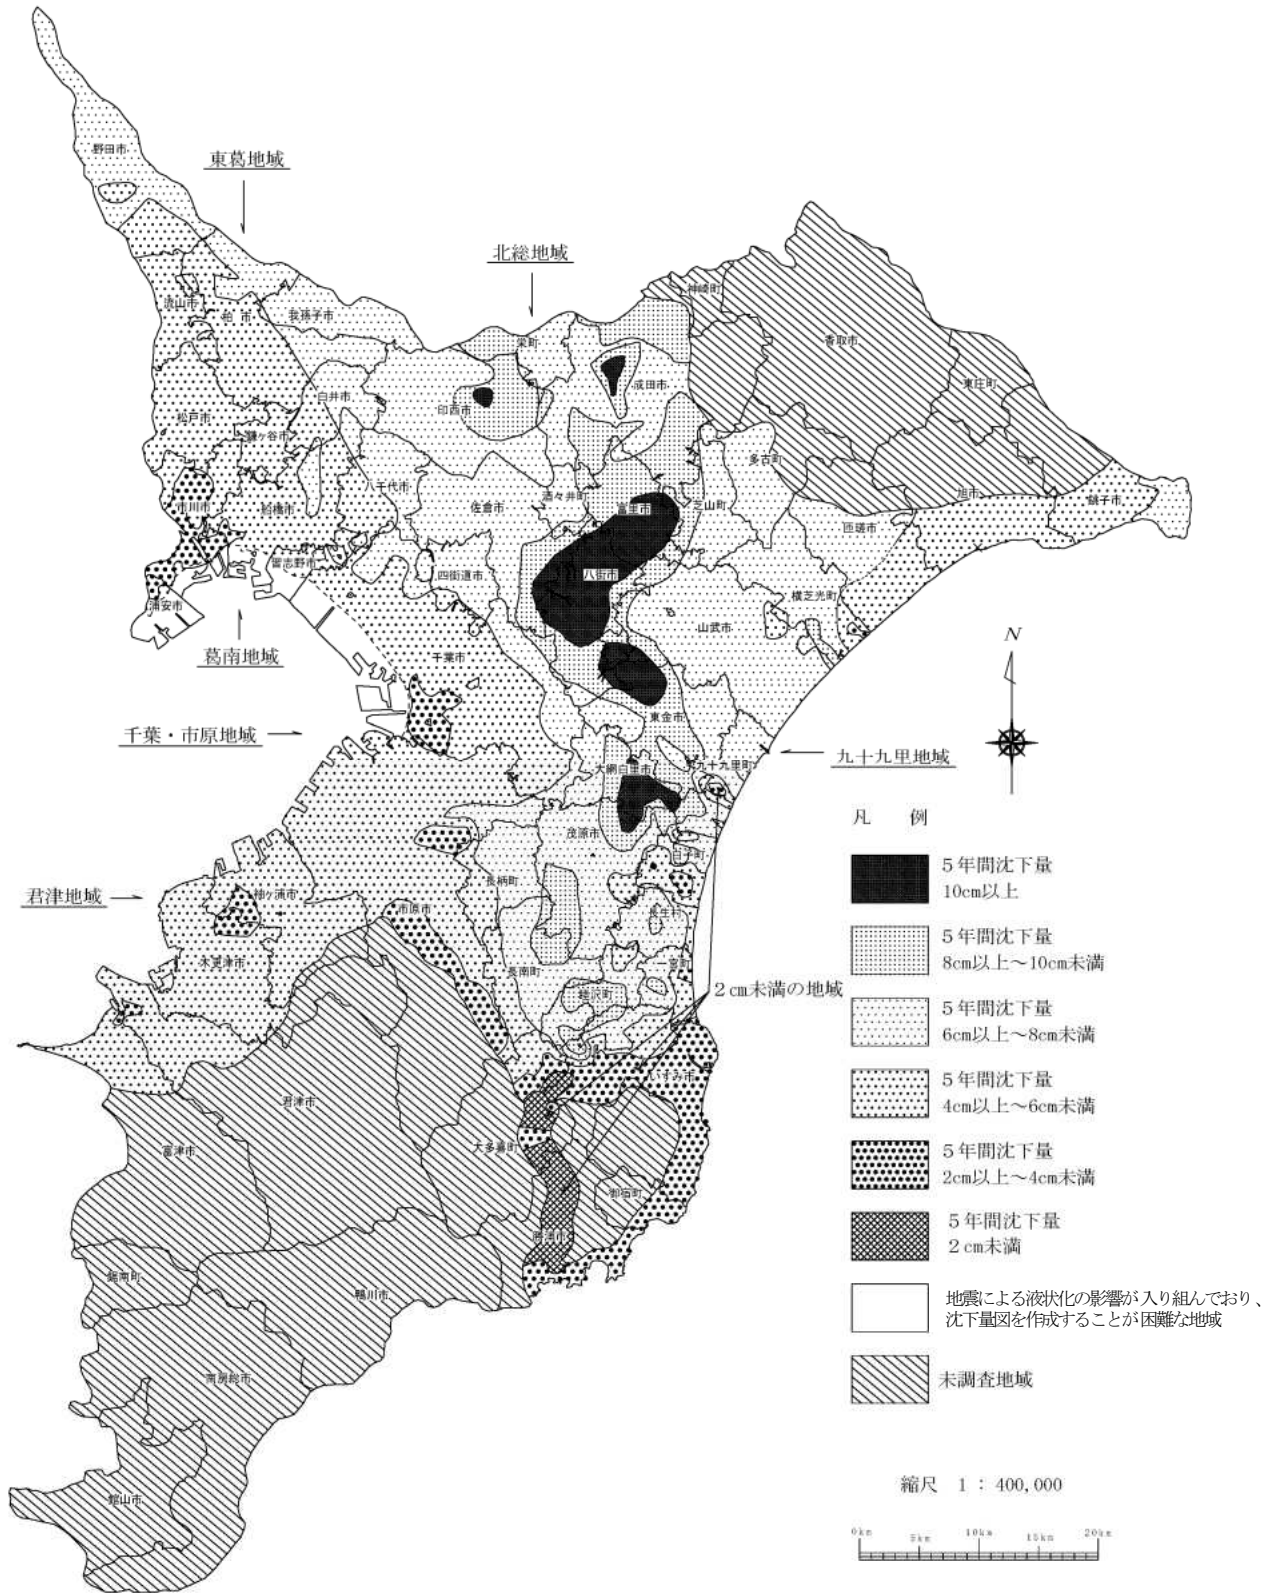 野田市
東葛地域
北総地域
神崎町
流山市
柏市
我孫子市
栄町
香取市
東庄町
成田市
白井市
印西市
松戸市
鎌ヶ谷市
多古町
八千代市
酒々井町
旭市
銚子市
市川市
船橋市
佐倉市
富里市
芝山町
匝瑳市
習志野市
四街道市
八街市
横芝光町
浦安市
山武市
葛南地域
千葉市
N
東金市
千葉・市原地域
九十九里地域
大網白里市
九十九里町
凡 例
茂原市
白子町
5年間沈下量
10cm以上
君津地域
袖ヶ浦市
長柄町
市原市
長生村
5年間沈下量
8cm以上～10cm未満
木更津市
長南町
睦沢町
2cm未満の地域
5年間沈下量
6cm以上～8cm未満
いすみ市
5年間沈下量
4cm以上～6cm未満
君津市
富津市
大多喜町
5年間沈下量
2cm以上～4cm未満
御宿町
勝浦市
5年間沈下量
2cm未満
鋸南町
鴨川市
地震による液状化の影響が入り組んでおり、
沈下量図を作成することが困難な地域
南房総市
未調査地域
館山市
縮尺 1 : 400,000
0km 5km 10km 15km 20km